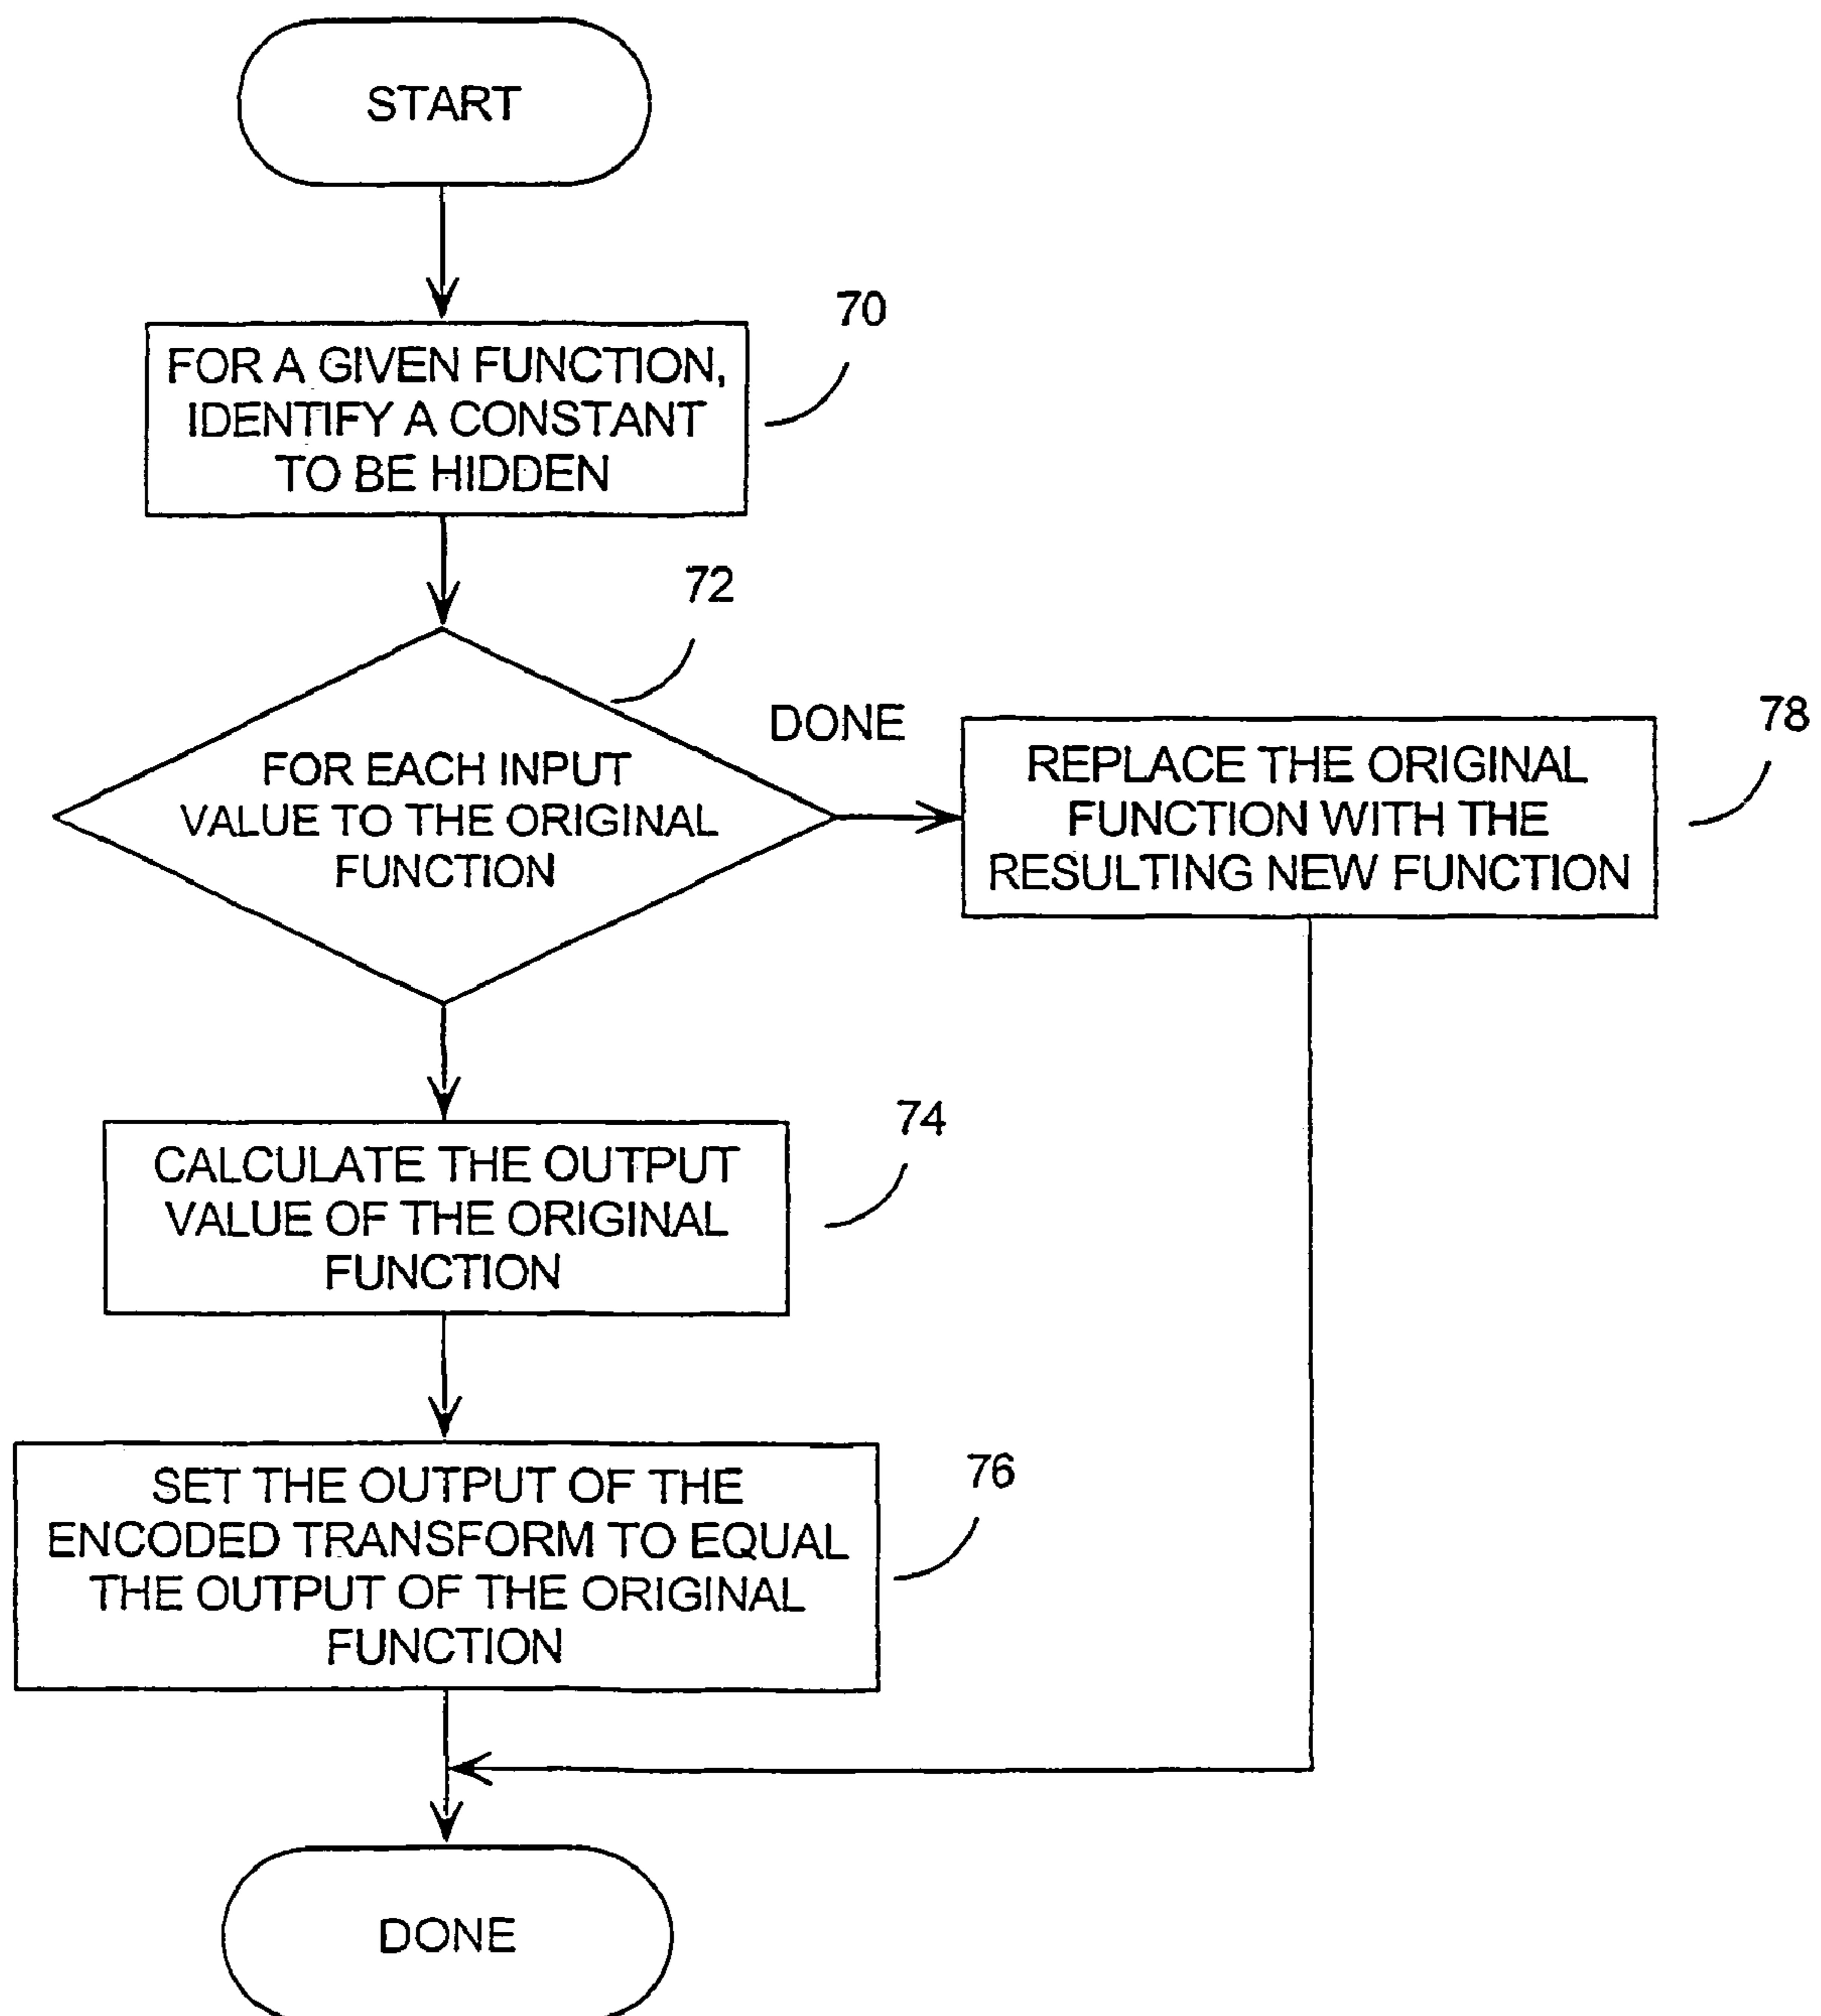 START
70
FOR A GIVEN FUNCTION,
IDENTIFY A CONSTANT
TO BE HIDDEN
72
FOR EACH INPUT
VALUE TO THE ORIGINAL
FUNCTION
DONE
78
REPLACE THE ORIGINAL
FUNCTION WITH THE
RESULTING NEW FUNCTION
74
CALCULATE THE OUTPUT
VALUE OF THE ORIGINAL
FUNCTION
76
SET THE OUTPUT OF THE
ENCODED TRANSFORM TO EQUAL
THE OUTPUT OF THE ORIGINAL
FUNCTION
DONE